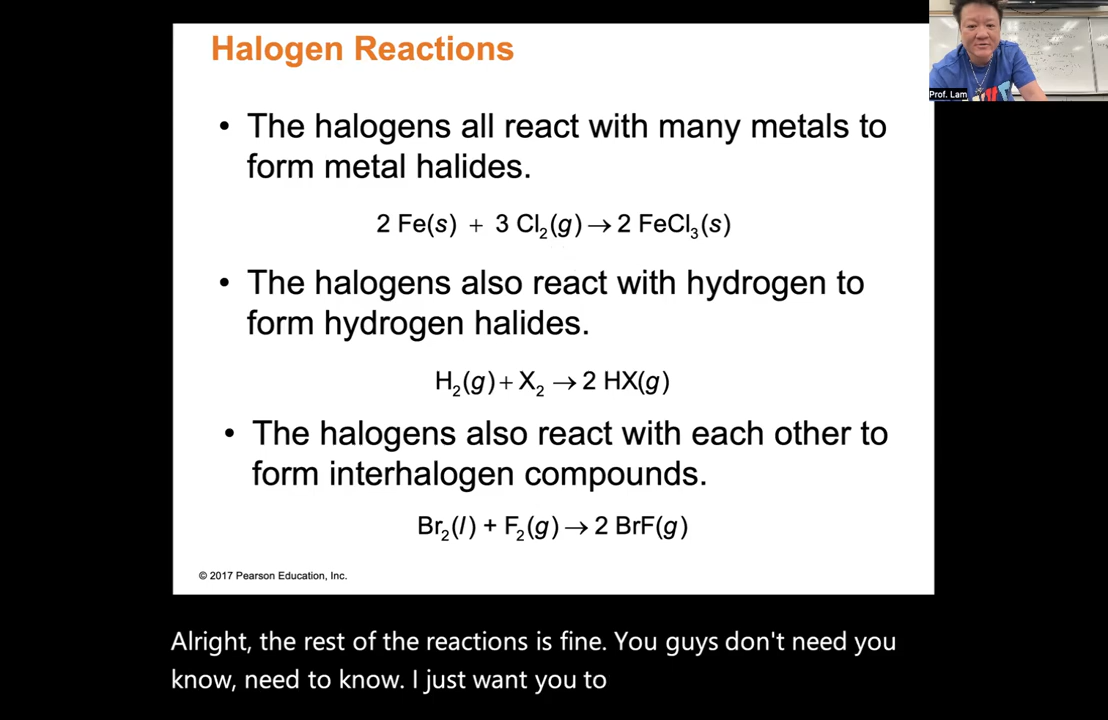 Halogen Reactions
Prof. Lam
• The halogens all react with many metals to
form metal halides.
2 Fe(s) + 3 Cl₂(g) → 2 FeCl₃(s)
• The halogens also react with hydrogen to
form hydrogen halides.
H₂(g) + X₂ → 2 HX(g)
• The halogens also react with each other to
form interhalogen compounds.
Br₂(l) + F₂(g) → 2 BrF(g)
© 2017 Pearson Education, Inc.
Alright, the rest of the reactions is fine. You guys don't need you
know, need to know. I just want you to